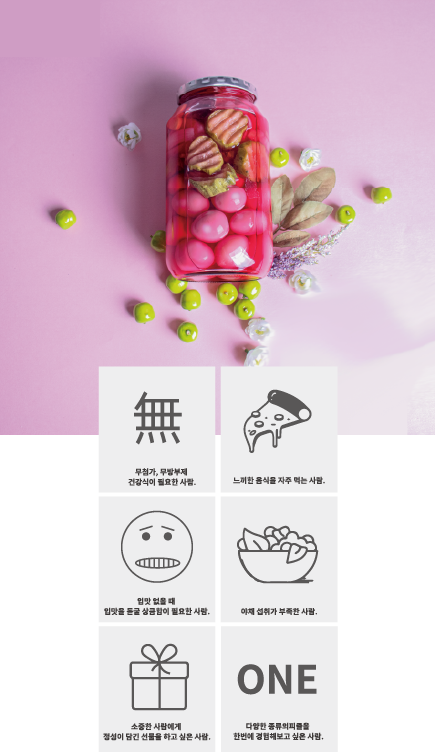 無
무첨가, 무방부제
건강식이 필요한 사람.
느끼한 음식을 자주 먹는 사람.
입맛 없을 때
입맛을 돋굴 상큼함이 필요한 사람.
야채 섭취가 부족한 사람.
소중한 사람에게
정성이 담긴 선물을 하고 싶은 사람.
ONE
다양한 종류의피클을
한번에 경험해보고 싶은 사람.